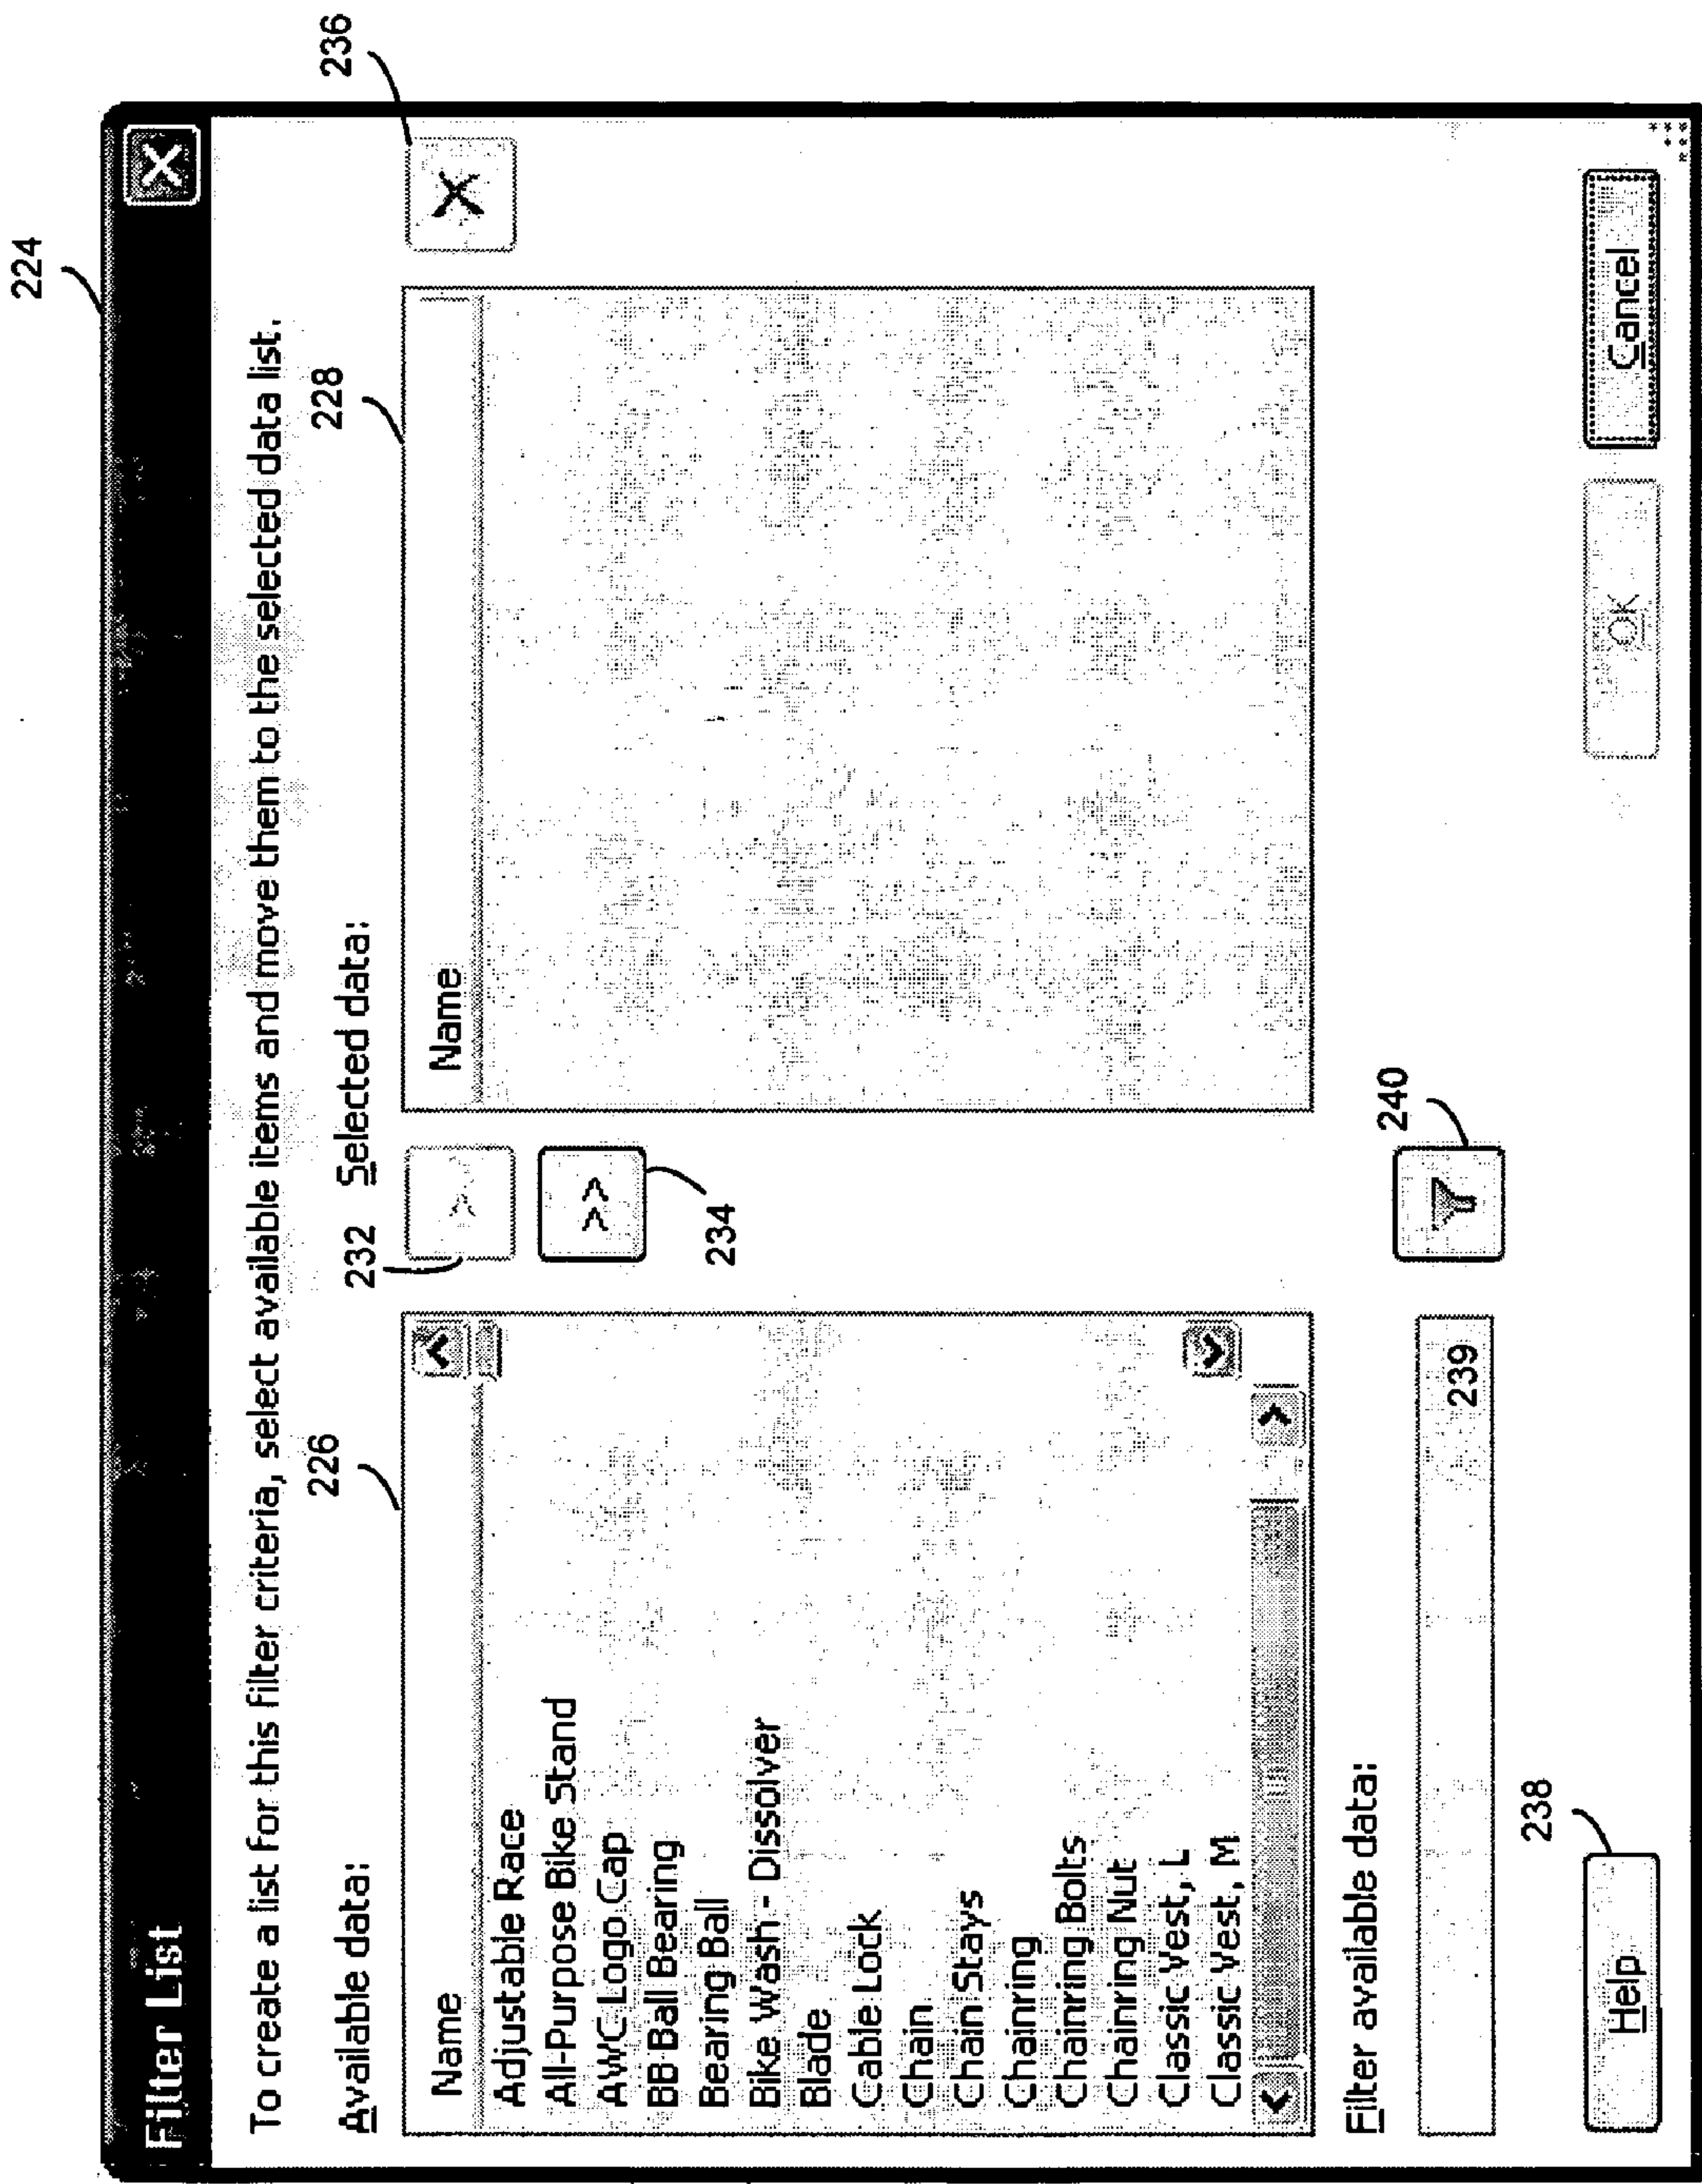 224
Filter List
X
To create a list for this filter criteria, select available items and move them to the selected data list.
Available data:
226
232
Selected data:
228
236
Name
Adjustable Race
All-Purpose Bike Stand
AWC Logo Cap
BB Ball Bearing
Bearing Ball
Bike Wash - Dissolver
Blade
Cable Lock
Chain
Chain Stays
Chainring
Chainring Bolts
Chainring Nut
Classic Vest, L
Classic Vest, M
>
>>
234
Name
X
Filter available data:
239
240
238
Help
OK
Cancel